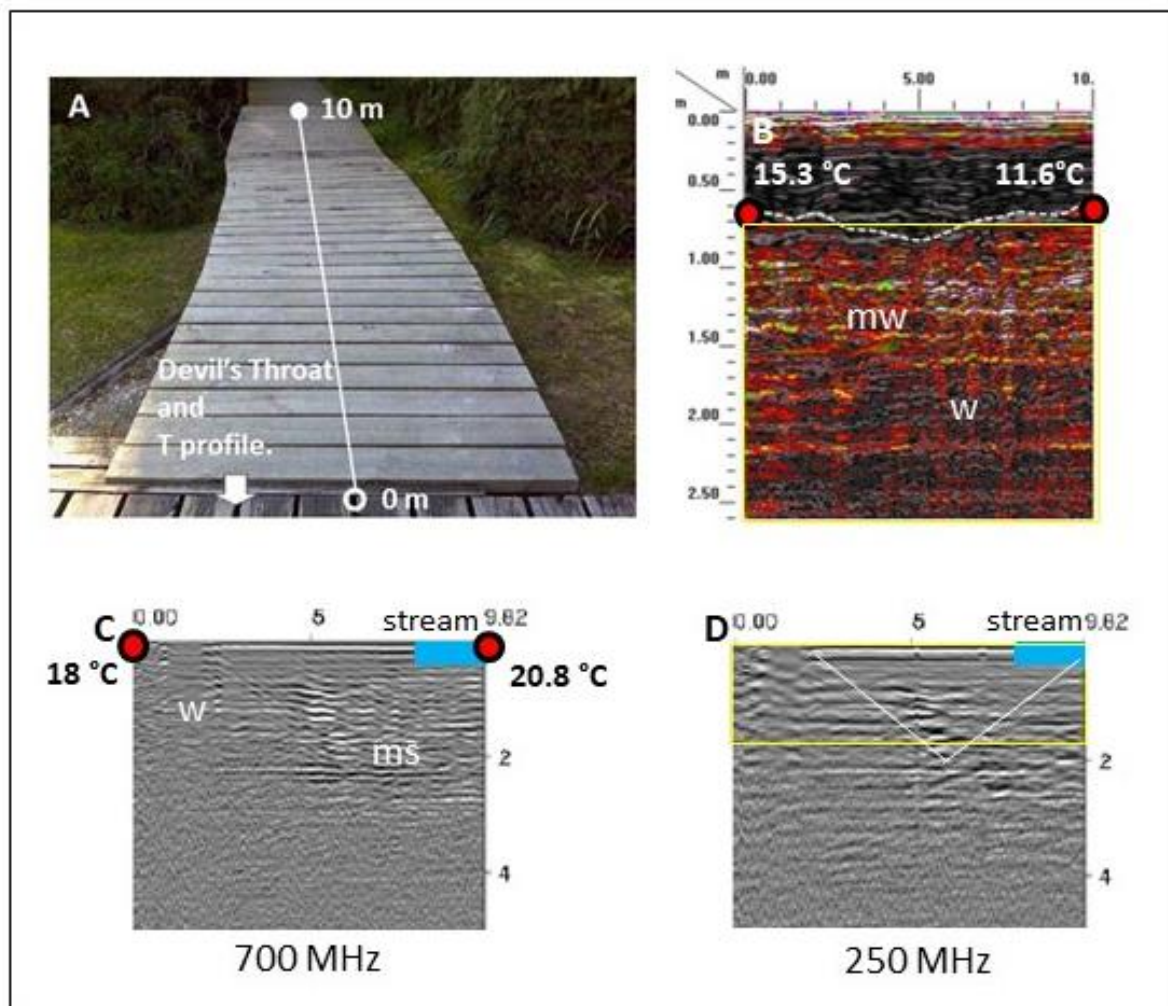 A
10 m
Devil's Throat
and
T profile.
0 m
m 0.00 5.00 10.
m
0.00
B
15.3 °C 11.6°C
0.50
1.00
mw
1.50
w
2.00
2.50
C 0.00 5 stream 9.62
18 °C 20.8 °C
w
ms
2
4
700 MHz
D 0.00 5 stream 9.62
2
4
250 MHz